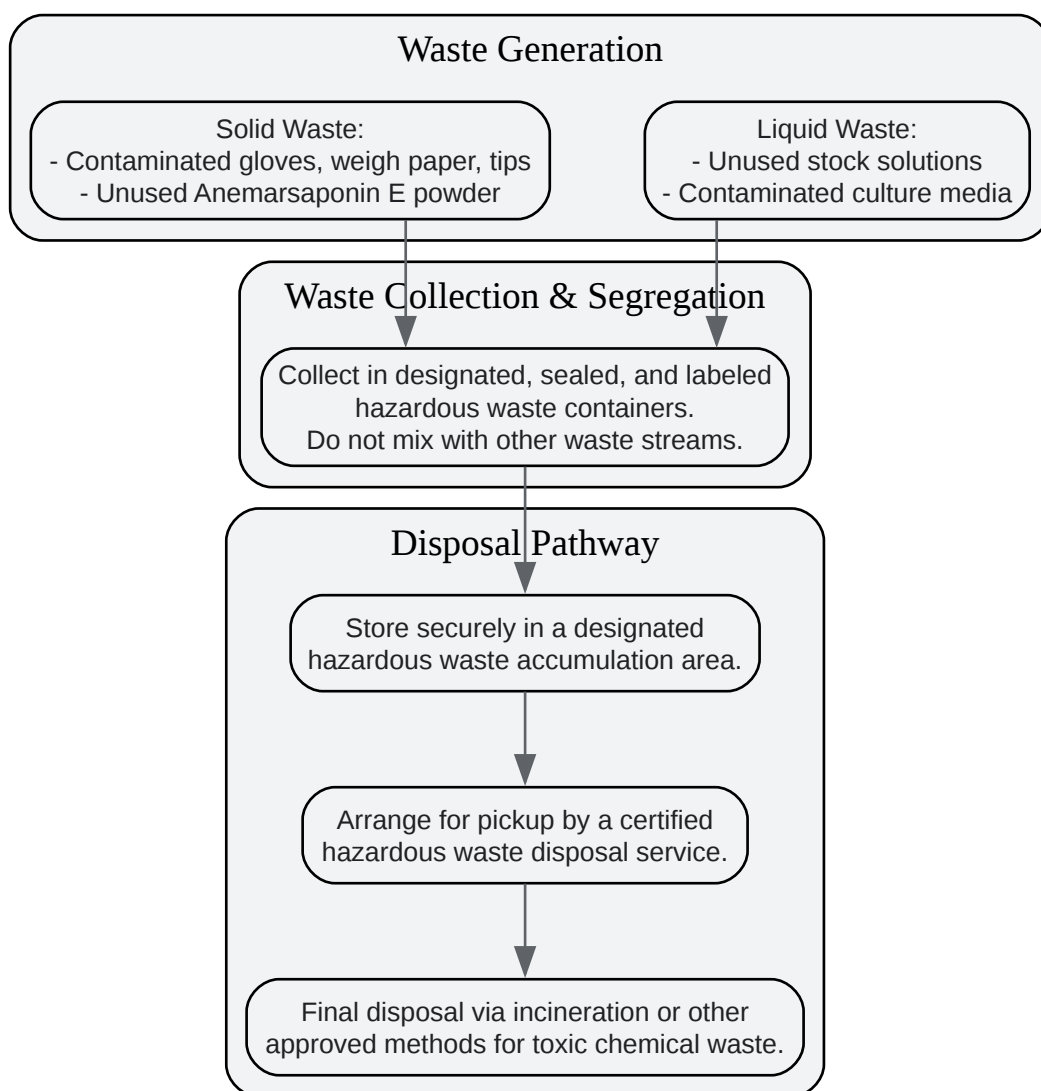 Waste Generation
Solid Waste:
- Contaminated gloves, weigh paper, tips
- Unused Anemarsaponin E powder
Liquid Waste:
- Unused stock solutions
- Contaminated culture media
Waste Collection & Segregation
Collect in designated, sealed, and labeled
hazardous waste containers.
Do not mix with other waste streams.
Disposal Pathway
Store securely in a designated
hazardous waste accumulation area.
Arrange for pickup by a certified
hazardous waste disposal service.
Final disposal via incineration or other
approved methods for toxic chemical waste.